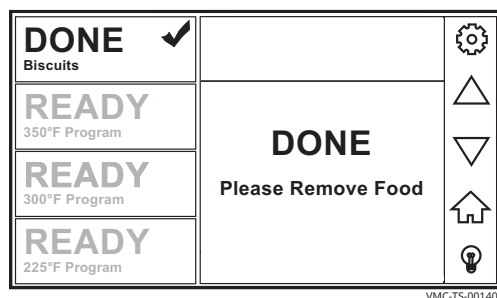 DONE
Biscuits
READY
350°F Program
READY
300°F Program
READY
225°F Program
DONE
Please Remove Food
VMC-TS-00140